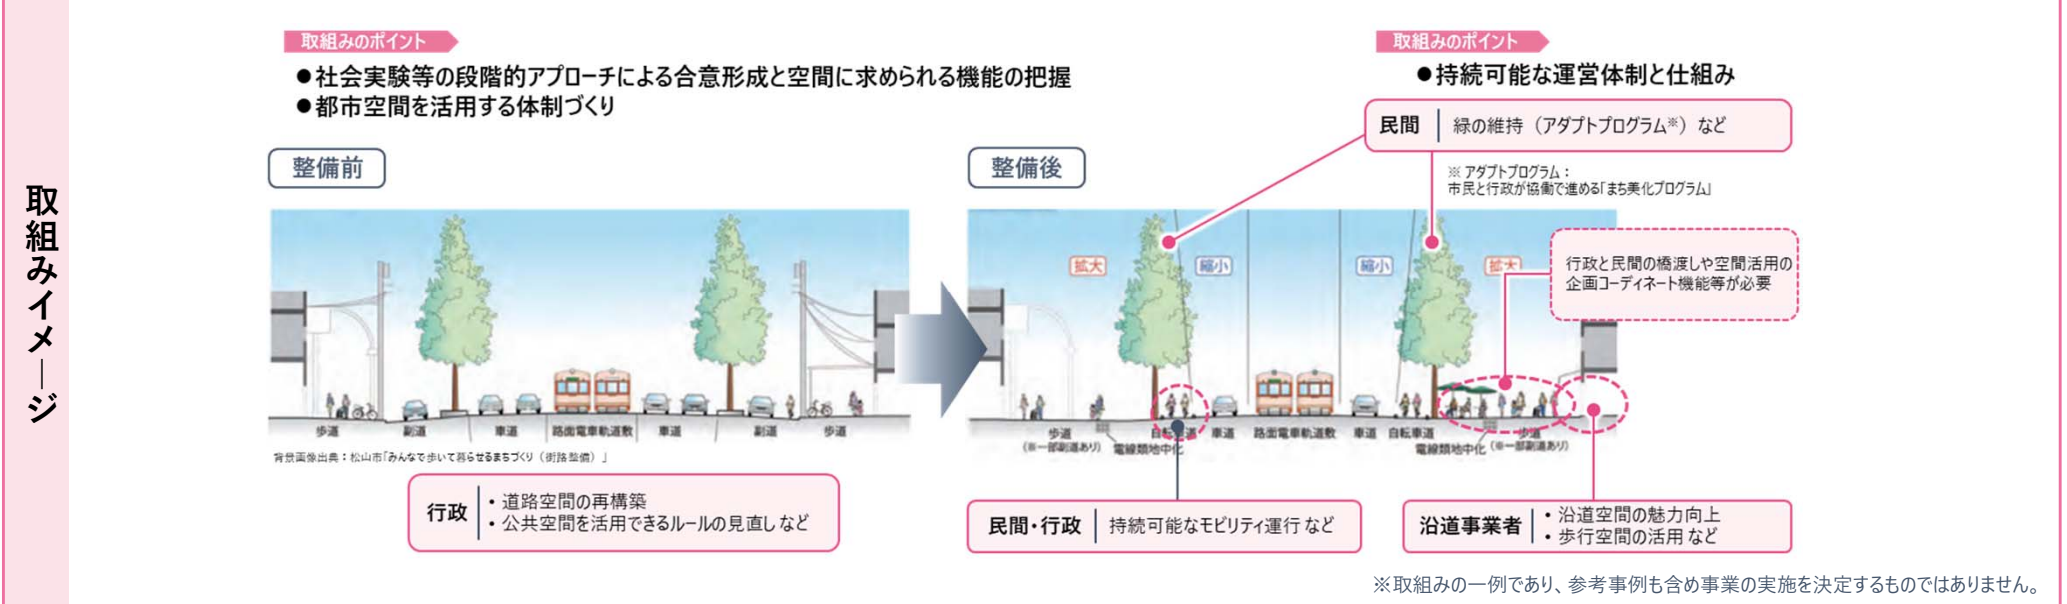 取組みイメージ
取組みのポイント
●社会実験等の段階的アプローチによる合意形成と空間に求められる機能の把握
●都市空間を活用する体制づくり
取組みのポイント
●持続可能な運営体制と仕組み
民間 緑の維持（アダプトプログラム※）など
※ アダプトプログラム：
市民と行政が協働で進める「まち美化プログラム」
整備前
整備後
拡大 縮小 縮小 拡大
行政と民間の橋渡しや空間活用の
企画コーディネート機能等が必要
歩道 副道 車道 路面電車軌道敷 車道 副道 歩道
背景画像出典：松山市「みんなで歩いて暮らせるまちづくり（街路整備）」
歩道 自転車道 車道 路面電車軌道敷 車道 自転車道 歩道
（※一部副道あり） 電線類地中化 電線類地中化 （※一部副道あり）
行政 ・道路空間の再構築
・公共空間を活用できるルールの見直しなど
民間・行政 持続可能なモビリティ運行など
沿道事業者 ・沿道空間の魅力向上
・歩行空間の活用など
※取組みの一例であり、参考事例も含め事業の実施を決定するものではありません。